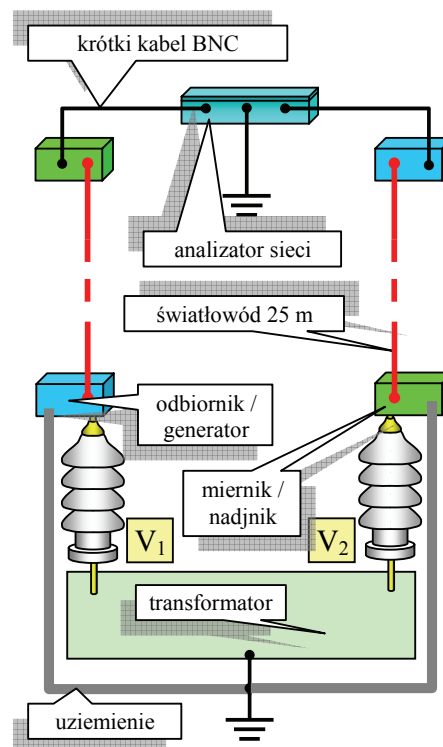 krótki kabel BNC
analizator sieci
światłowód 25 m
odbiornik /
generator
miernik /
nadjnik
V1
V2
transformator
uziemienie